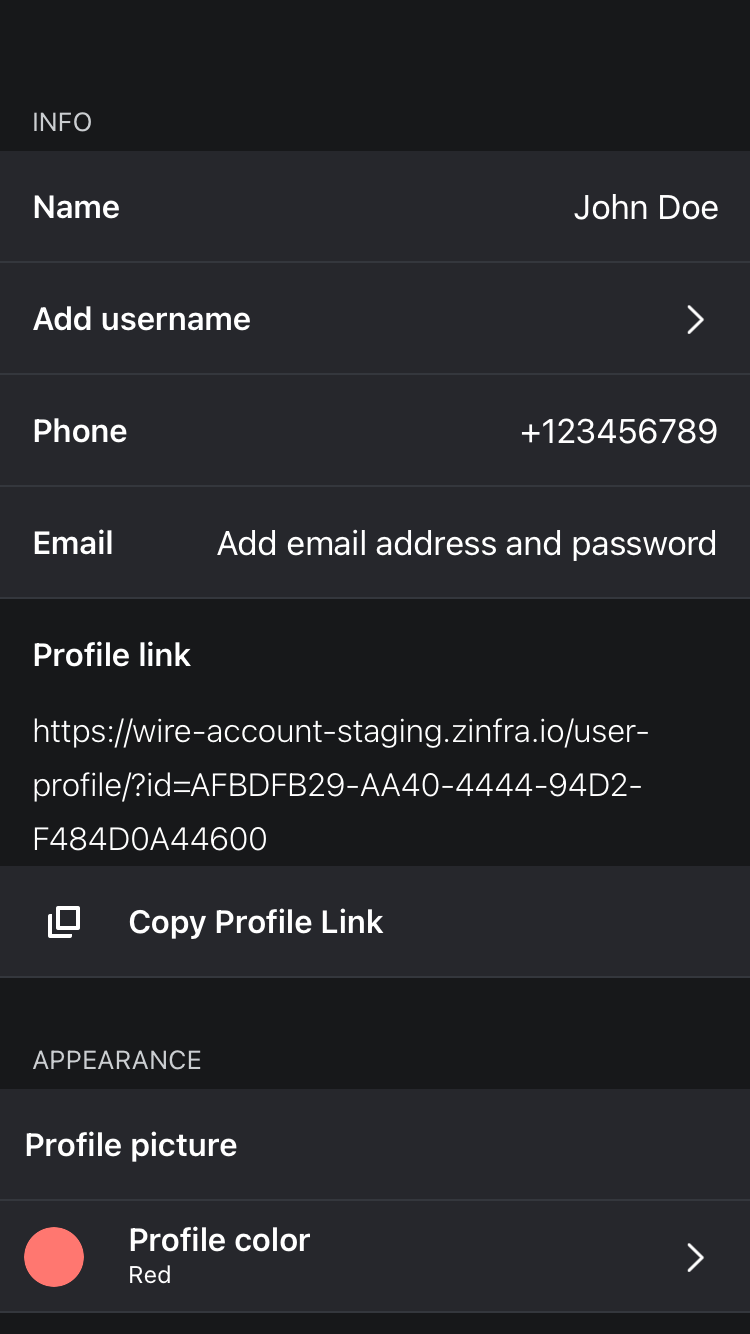 INFO
Name John Doe
Add username
Phone +123456789
Email Add email address and password
Profile link
https://wire-account-staging.zinfra.io/user-
profile/?id=AFBDFB29-AA40-4444-94D2-
F484D0A44600
Copy Profile Link
APPEARANCE
Profile picture
Profile color
Red